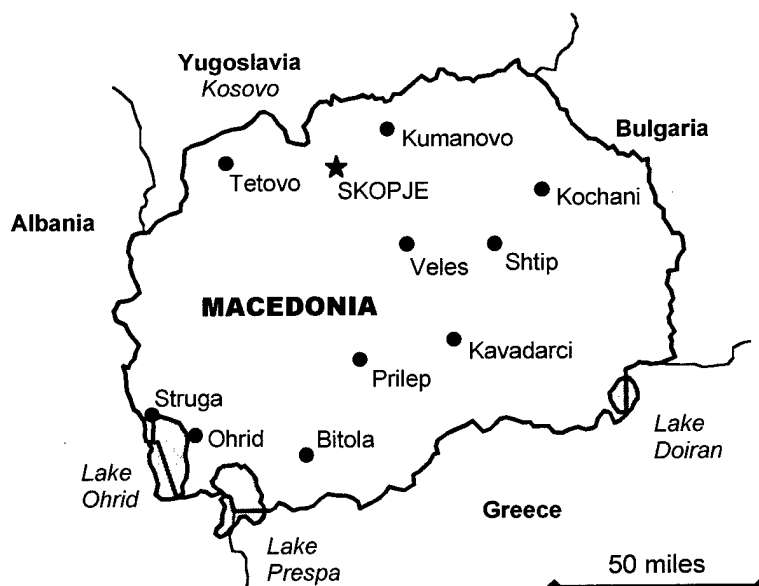 Yugoslavia
Kosovo
Kumanovo
Bulgaria
Tetovo
SKOPJE
Kochani
Albania
Veles
Shtip
MACEDONIA
Kavadarci
Prilep
Struga
Ohrid
Bitola
Lake
Doiran
Lake
Ohrid
Greece
Lake
Prespa
50 miles